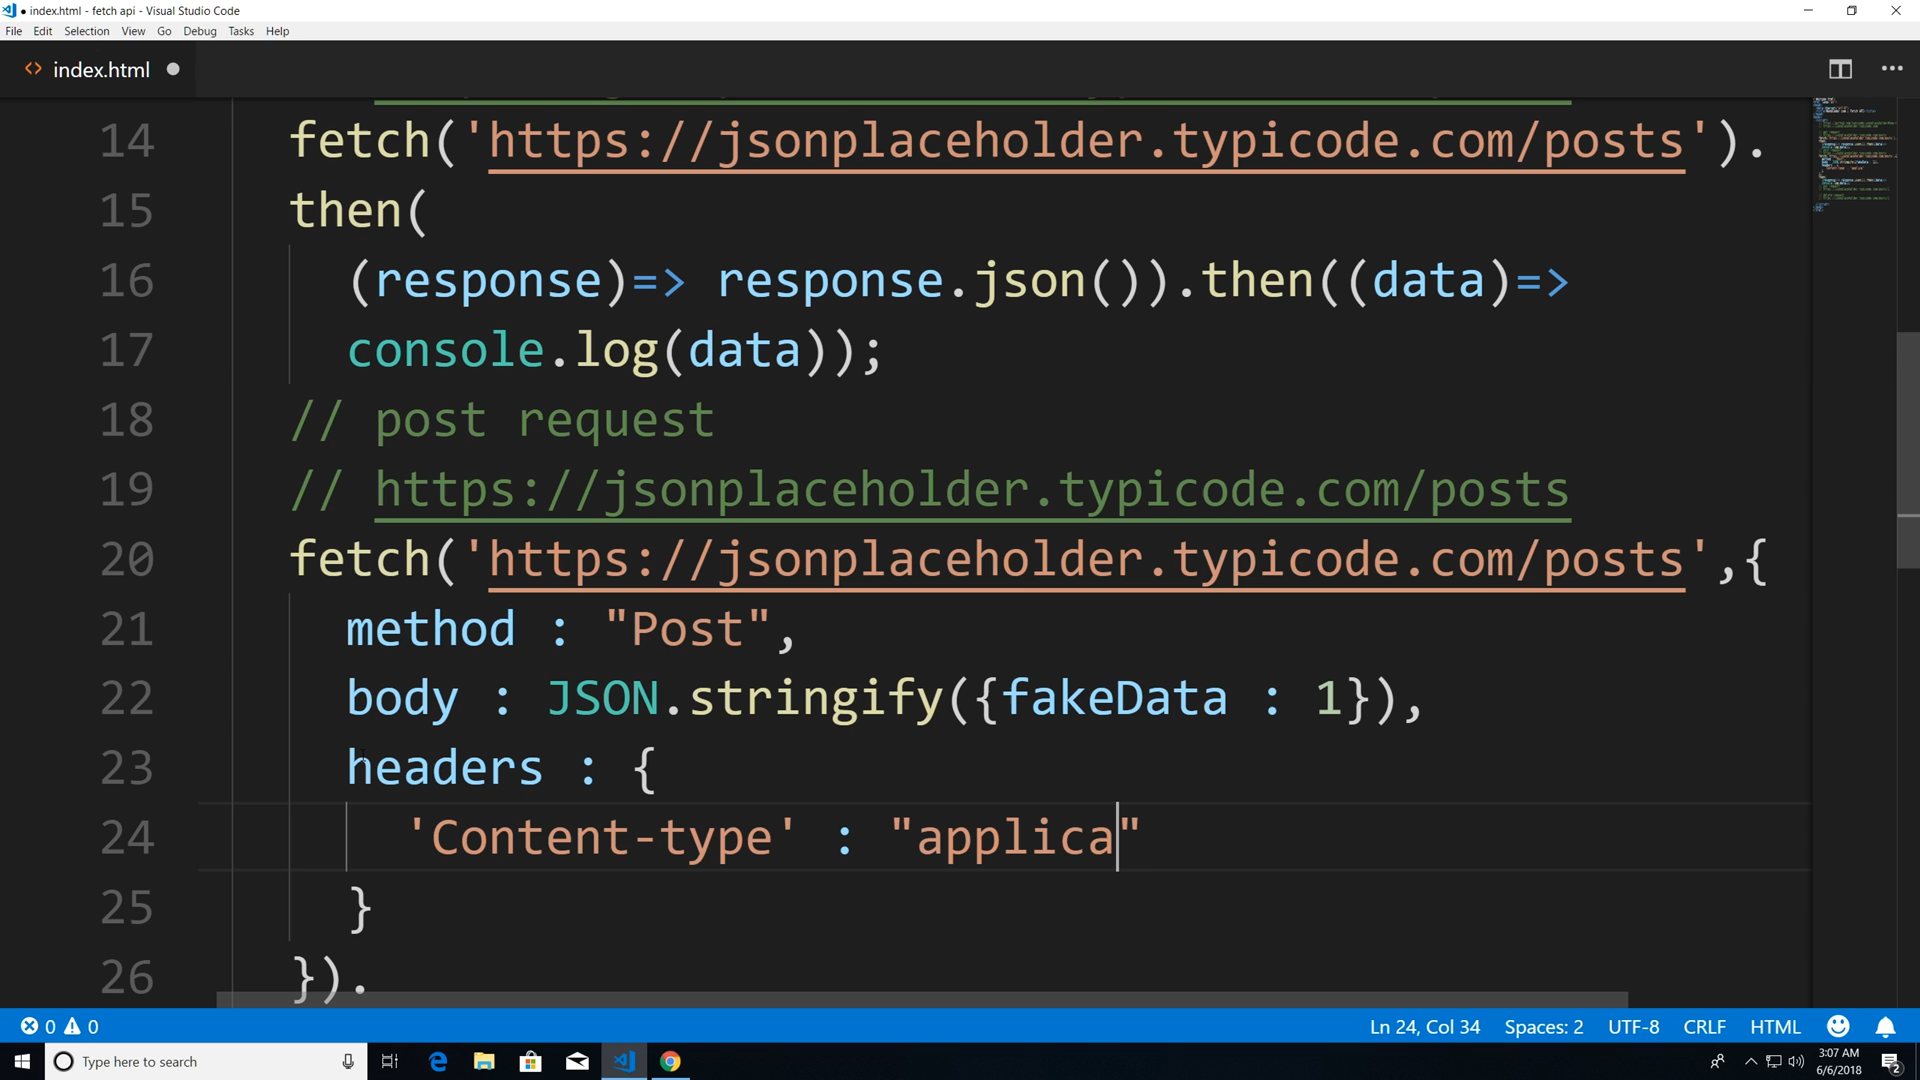 index.html - fetch api - Visual Studio Code
File Edit Selection View Go Debug Tasks Help
<> index.html
14 fetch('https://jsonplaceholder.typicode.com/posts').
15 then(
16 (response)=> response.json()).then((data)=>
17 console.log(data));
18 // post request
19 // https://jsonplaceholder.typicode.com/posts
20 fetch('https://jsonplaceholder.typicode.com/posts',{
21 method : "Post",
22 body : JSON.stringify({fakeData : 1}),
23 headers : {
24 'Content-type' : "applica"
25 }
26 }).
0 0 Ln 24, Col 34 Spaces: 2 UTF-8 CRLF HTML
Type here to search
3:07 AM
6/6/2018
2